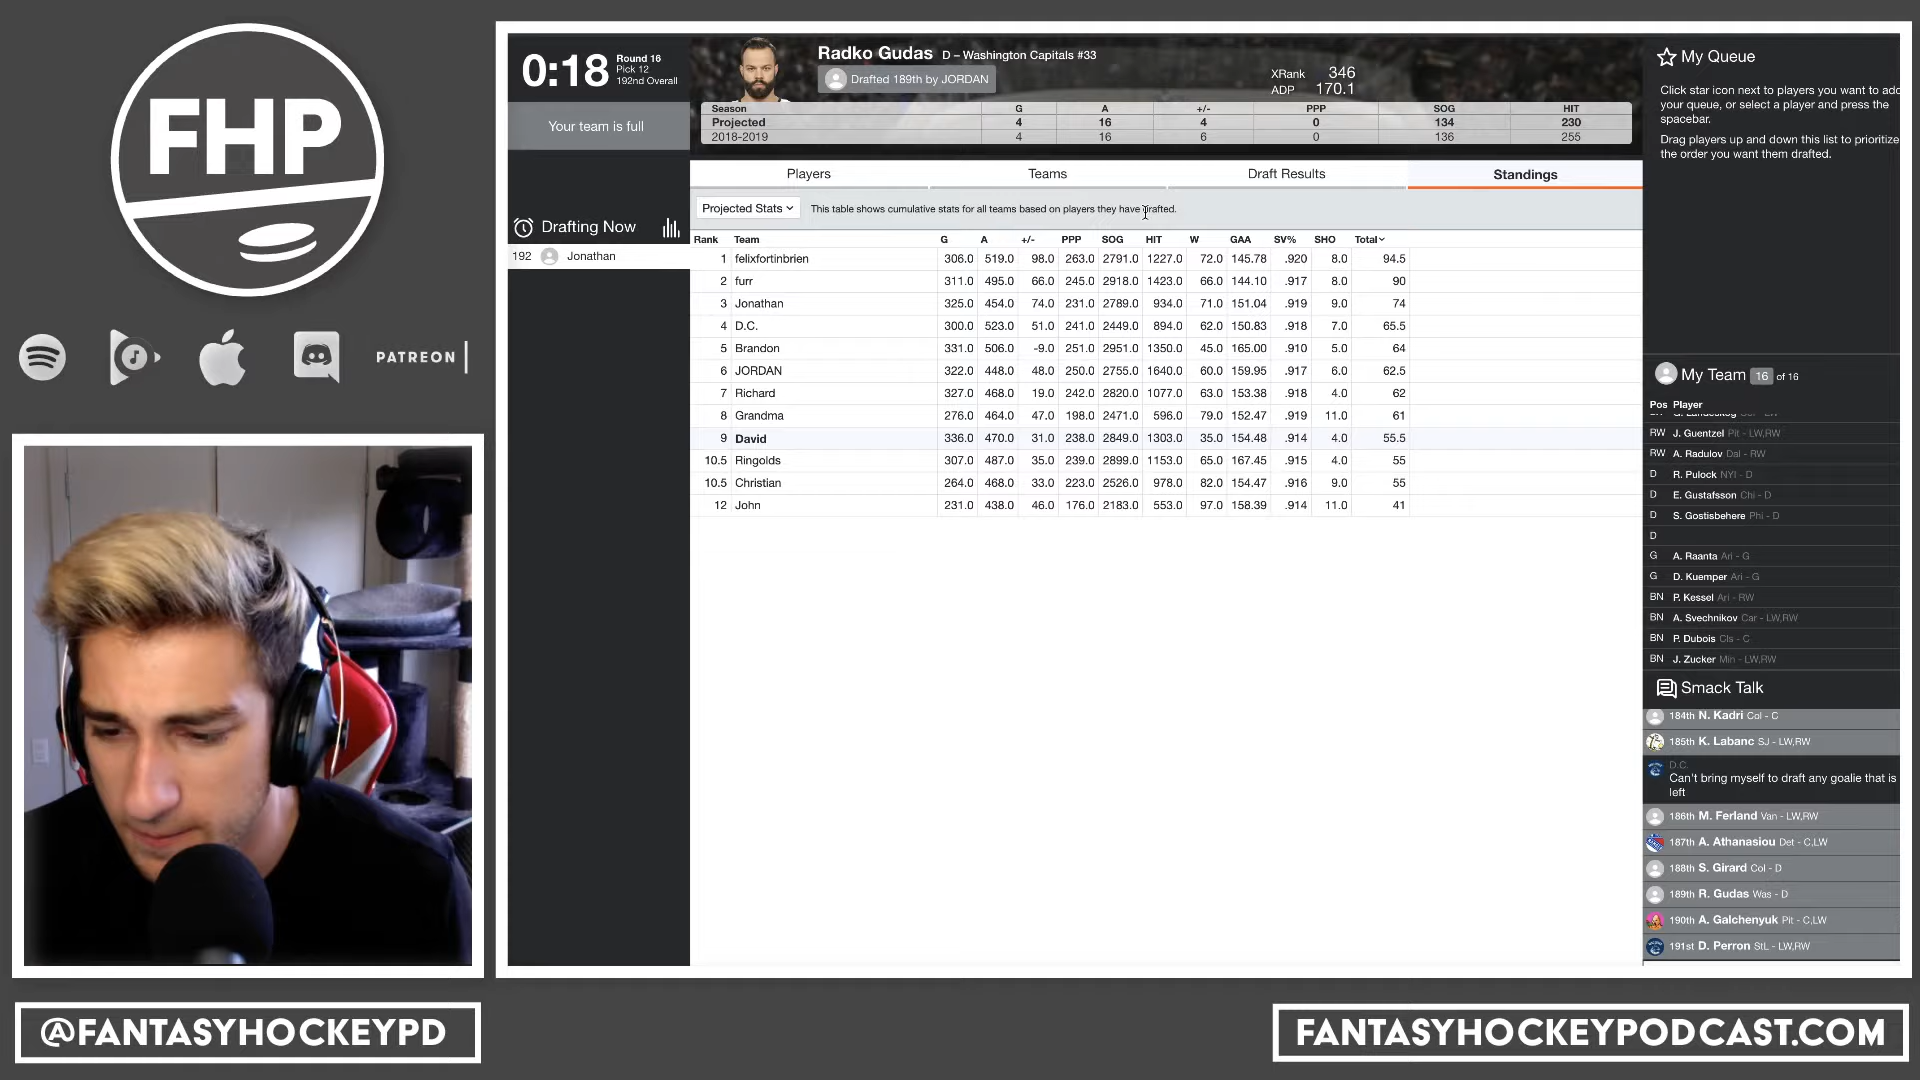 FHP
PATREON
@FANTASYHOCKEYPD
FANTASYHOCKEYPODCAST.COM
0:18
Round 16
Pick 12
192nd Overall
Your team is full
Drafting Now
192 Jonathan
Radko Gudas D – Washington Capitals #33
Drafted 189th by JORDAN
XRank 346
ADP 170.1
Season G A +/- PPP SOG HIT
Projected 4 16 4 0 134 230
2018-2019 4 16 6 0 136 255
Players Teams Draft Results Standings
Projected Stats This table shows cumulative stats for all teams based on players they have drafted.
Rank Team G A +/- PPP SOG HIT W GAA SV% SHO Total
1 felixfortinbrien 306.0 519.0 98.0 263.0 2791.0 1227.0 72.0 145.78 .920 8.0 94.5
2 furr 311.0 495.0 66.0 245.0 2918.0 1423.0 66.0 144.10 .917 8.0 90
3 Jonathan 325.0 454.0 74.0 231.0 2789.0 934.0 71.0 151.04 .919 9.0 74
4 D.C. 300.0 523.0 51.0 241.0 2449.0 894.0 62.0 150.83 .918 7.0 65.5
5 Brandon 331.0 506.0 -9.0 251.0 2951.0 1350.0 45.0 165.00 .910 5.0 64
6 JORDAN 322.0 448.0 48.0 250.0 2755.0 1640.0 60.0 159.95 .917 6.0 62.5
7 Richard 327.0 468.0 19.0 242.0 2820.0 1077.0 63.0 153.38 .918 4.0 62
8 Grandma 276.0 464.0 47.0 198.0 2471.0 596.0 79.0 152.47 .919 11.0 61
9 David 336.0 470.0 31.0 238.0 2849.0 1303.0 35.0 154.48 .914 4.0 55.5
10.5 Ringolds 307.0 487.0 35.0 239.0 2899.0 1153.0 65.0 167.45 .915 4.0 55
10.5 Christian 264.0 468.0 33.0 223.0 2526.0 978.0 82.0 154.47 .916 9.0 55
12 John 231.0 438.0 46.0 176.0 2183.0 553.0 97.0 158.39 .914 11.0 41
My Queue
Click star icon next to players you want to add
your queue, or select a player and press the
spacebar.
Drag players up and down this list to prioritize
the order you want them drafted.
My Team 16 of 16
Pos Player
RW J. Guentzel Pit - LW,RW
RW A. Radulov Dal - RW
D R. Pulock NYI - D
D E. Gustafsson Chi - D
D S. Gostisbehere Phi - D
D
G A. Raanta Ari - G
G D. Kuemper Ari - G
BN P. Kessel Ari - RW
BN A. Svechnikov Car - LW,RW
BN P. Dubois Cls - C
BN J. Zucker Min - LW,RW
Smack Talk
184th N. Kadri Col - C
185th K. Labanc SJ - LW,RW
D.C.
Can't bring myself to draft any goalie that is
left
186th M. Ferland Van - LW,RW
187th A. Athanasiou Det - C,LW
188th S. Girard Col - D
189th R. Gudas Was - D
190th A. Galchenyuk Pit - C,LW
191st D. Perron StL - LW,RW